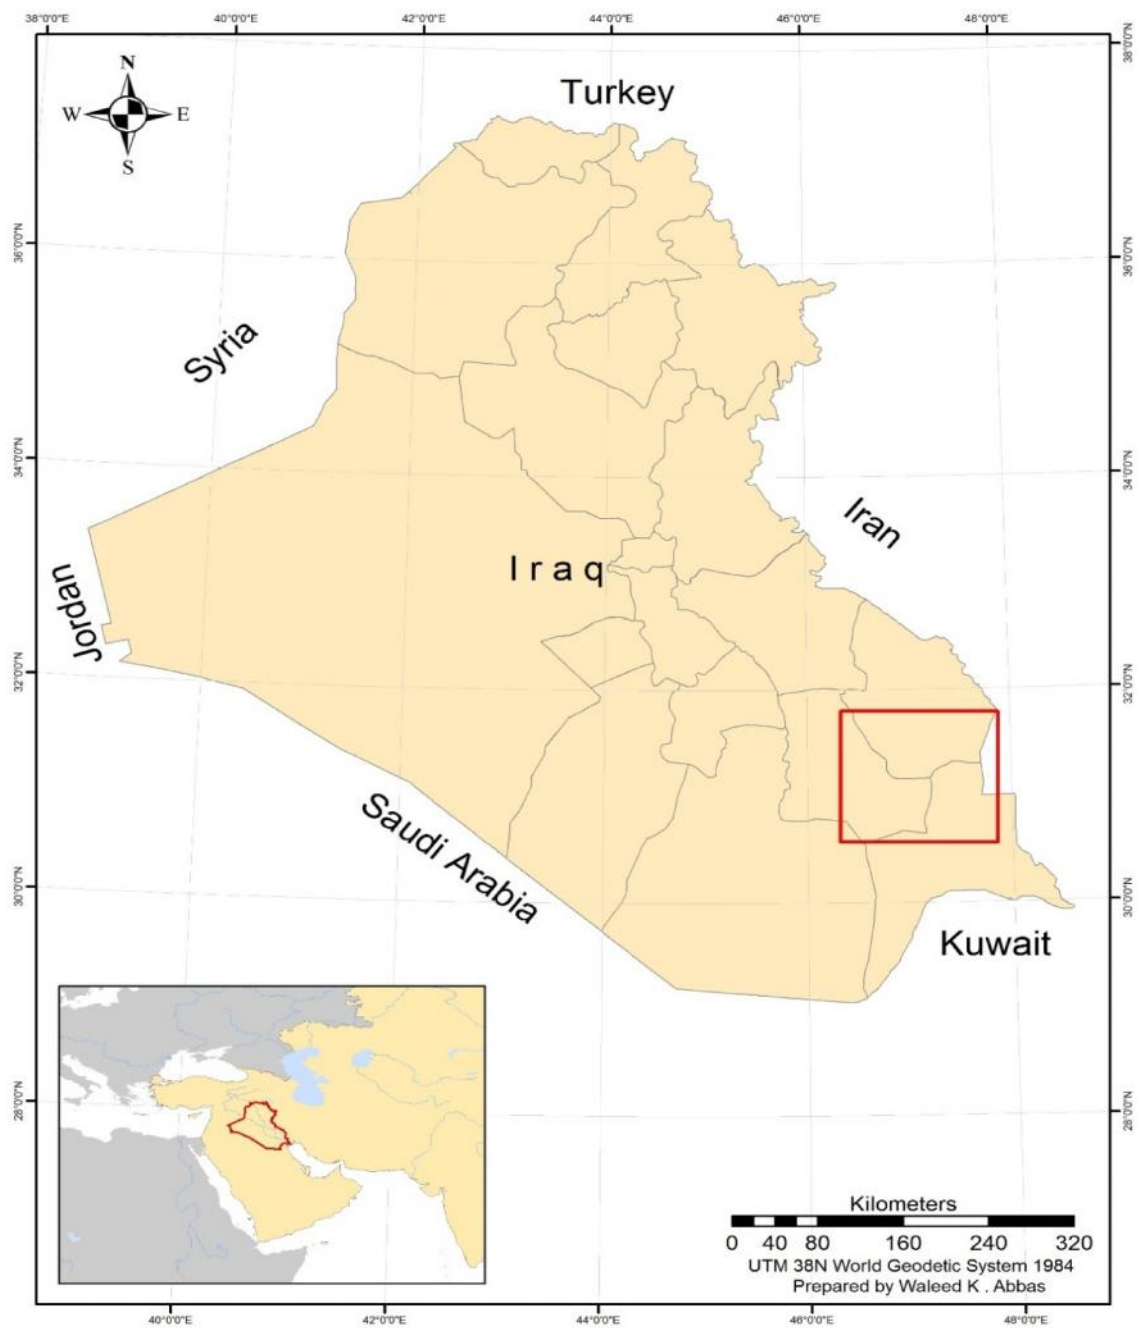 38°0'0"E 40°0'0"E 42°0'0"E 44°0'0"E 46°0'0"E 48°0'0"E
38°0'0"N
N
W E
S
Turkey
36°0'0"N 36°0'0"N
Syria
34°0'0"N 34°0'0"N
Iran
Iraq
Jordan
32°0'0"N 32°0'0"N
Saudi Arabia
30°0'0"N 30°0'0"N
Kuwait
28°0'0"N 28°0'0"N
Kilometers
0 40 80 160 240 320
UTM 38N World Geodetic System 1984
Prepared by Waleed K . Abbas
40°0'0"E 42°0'0"E 44°0'0"E 46°0'0"E 48°0'0"E